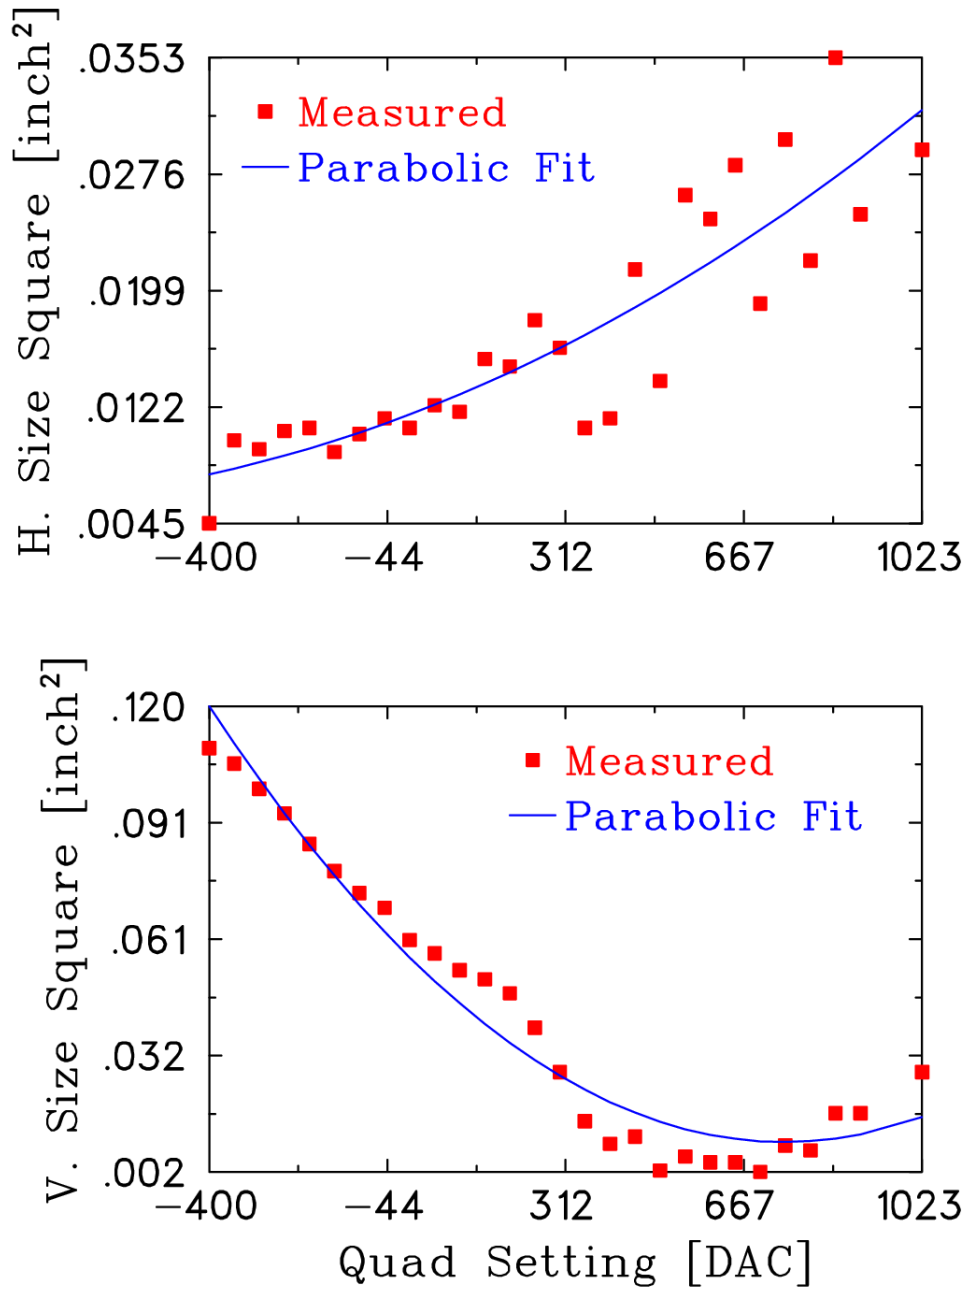 H. Size Square [inch²]
.0353
.0276
.0199
.0122
.0045
Measured
Parabolic Fit
−400 −44 312 667 1023
V. Size Square [inch²]
.120
.091
.061
.032
.002
Measured
Parabolic Fit
−400 −44 312 667 1023
Quad Setting [DAC]